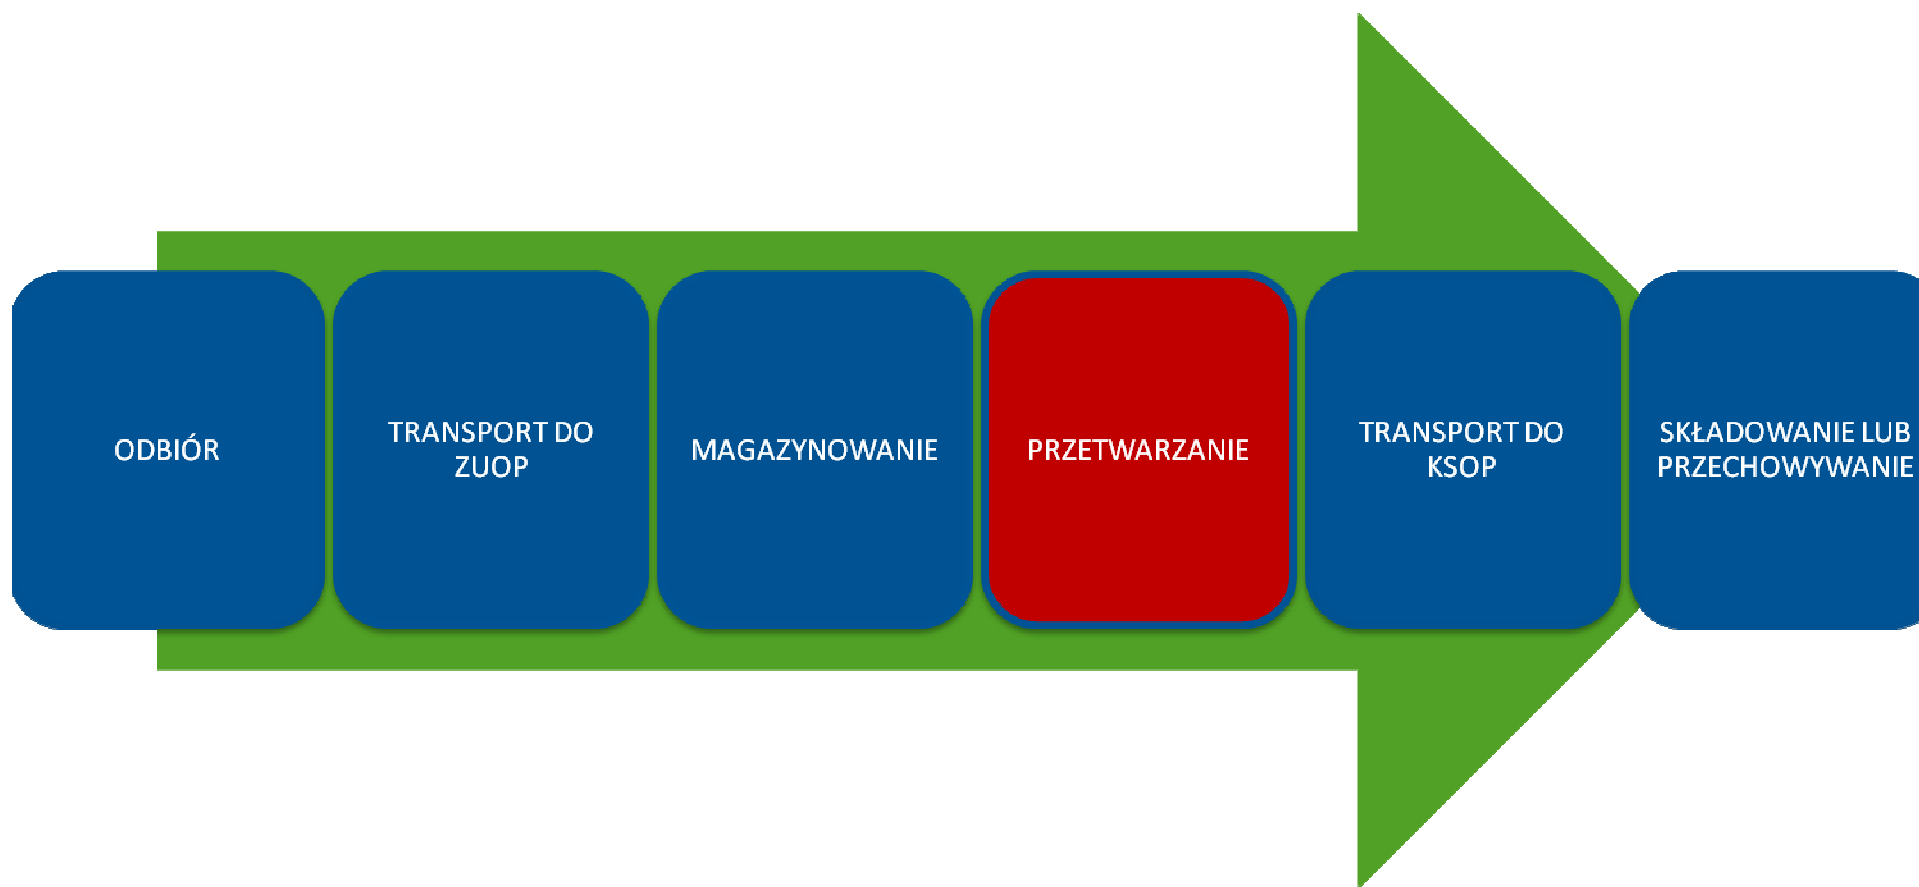 ODBIÓR
TRANSPORT DO
ZUOP
MAGAZYNOWANIE
PRZETWARZANIE
TRANSPORT DO
KSOP
SKŁADOWANIE LUB
PRZECHOWYWANIE